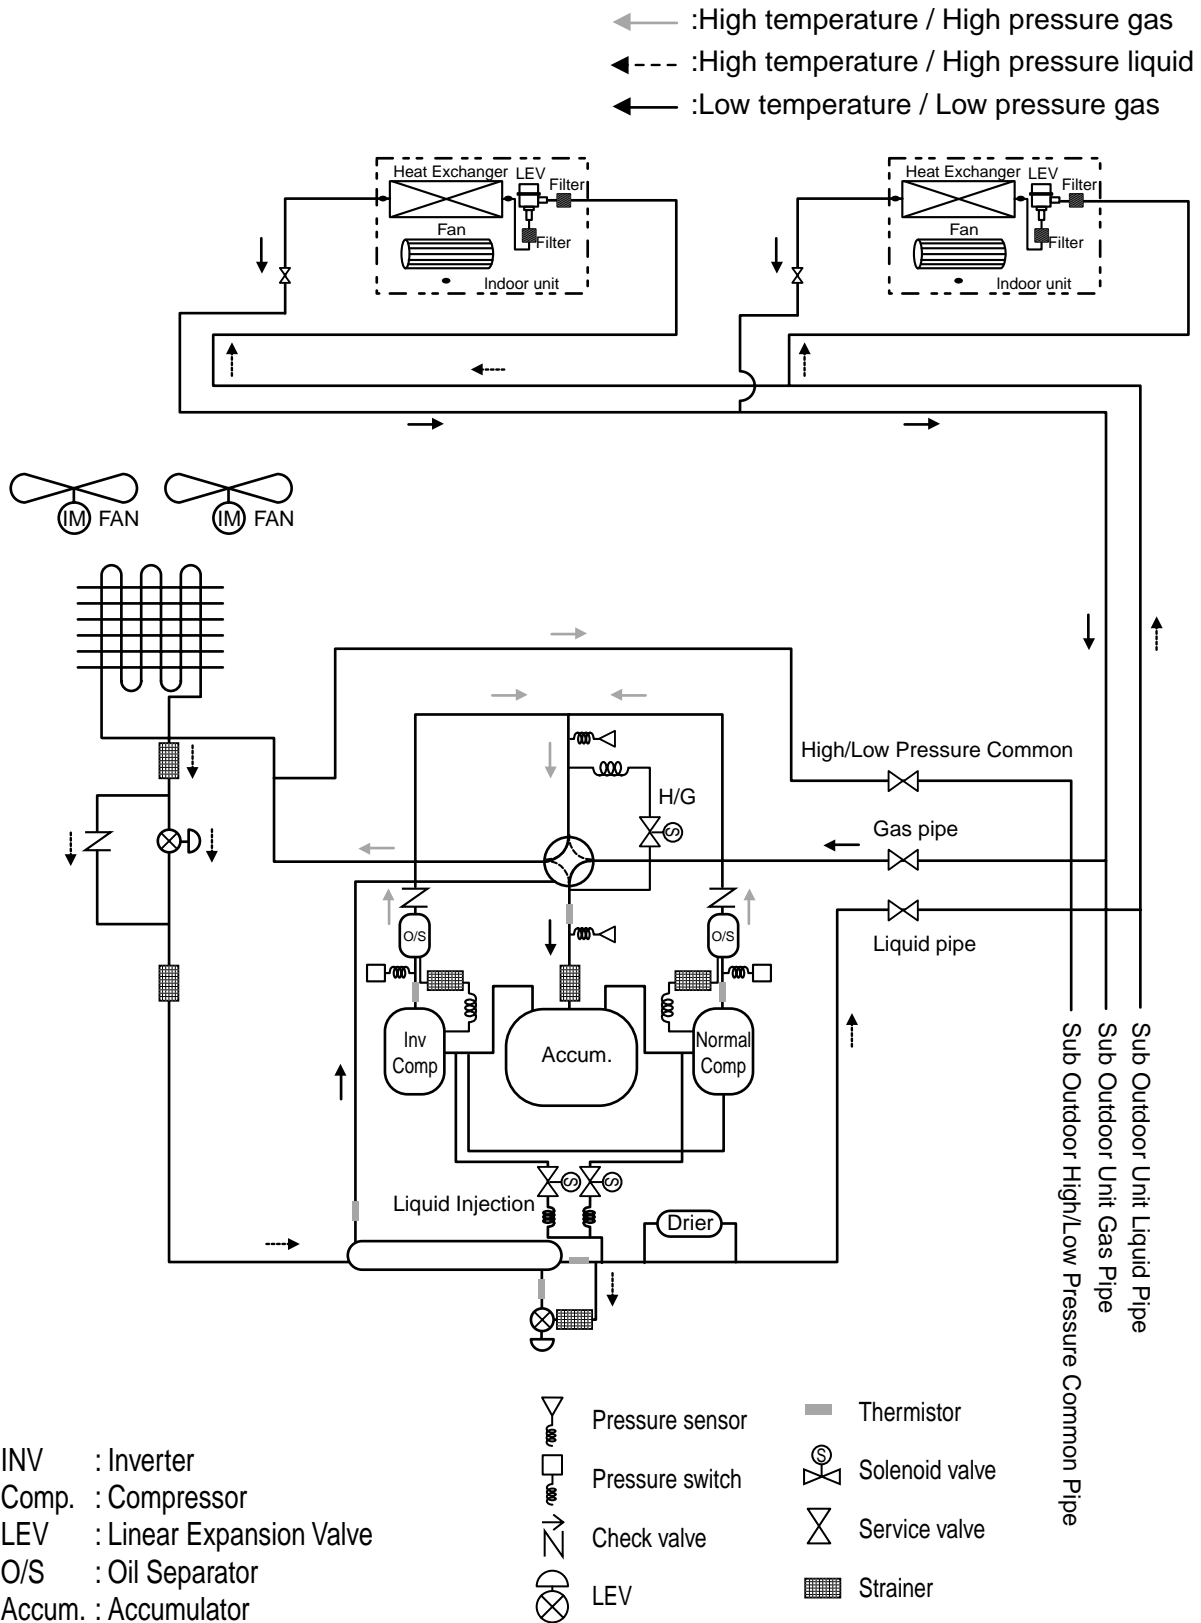 :High temperature / High pressure gas
:High temperature / High pressure liquid
:Low temperature / Low pressure gas
Heat Exchanger LEV
Filter
Fan
Filter
Indoor unit
Heat Exchanger LEV
Filter
Fan
Filter
Indoor unit
IM FAN
IM FAN
High/Low Pressure Common
H/G
S
Gas pipe
O/S
O/S
Liquid pipe
Inv
Comp
Accum.
Normal
Comp
S
S
Liquid Injection
Drier
Sub Outdoor High/Low Pressure Common Pipe
Sub Outdoor Unit Gas Pipe
Sub Outdoor Unit Liquid Pipe
INV : Inverter
Comp. : Compressor
LEV : Linear Expansion Valve
O/S : Oil Separator
Accum. : Accumulator
Pressure sensor
Pressure switch
Check valve
LEV
Thermistor
S
Solenoid valve
Service valve
Strainer